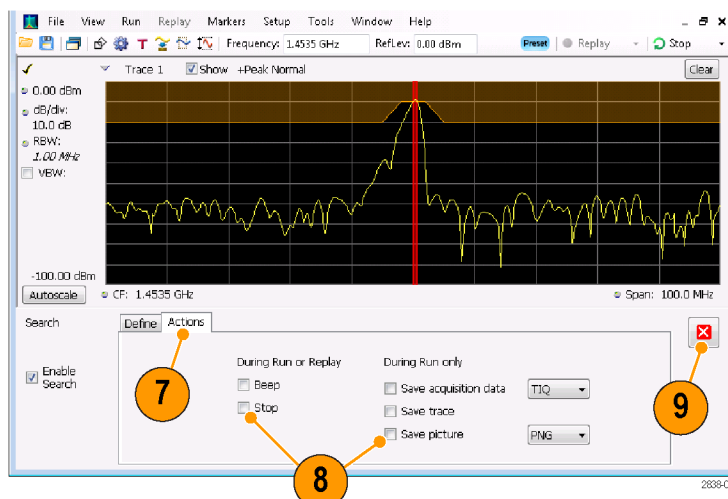 File View Run Replay Markers Setup Tools Window Help
T Frequency: 1.4535 GHz RefLev: 0.00 dBm Preset Replay Stop
Trace 1 Show +Peak Normal Clear
0.00 dBm
dB/div:
10.0 dB
RBW:
1.00 MHz
VBW:
-100.00 dBm
Autoscale CF: 1.4535 GHz Span: 100.0 MHz
Search Define Actions
Enable
Search
During Run or Replay During Run only
Beep Save acquisition data TIQ
Stop Save trace
Save picture PNG
7
8
9